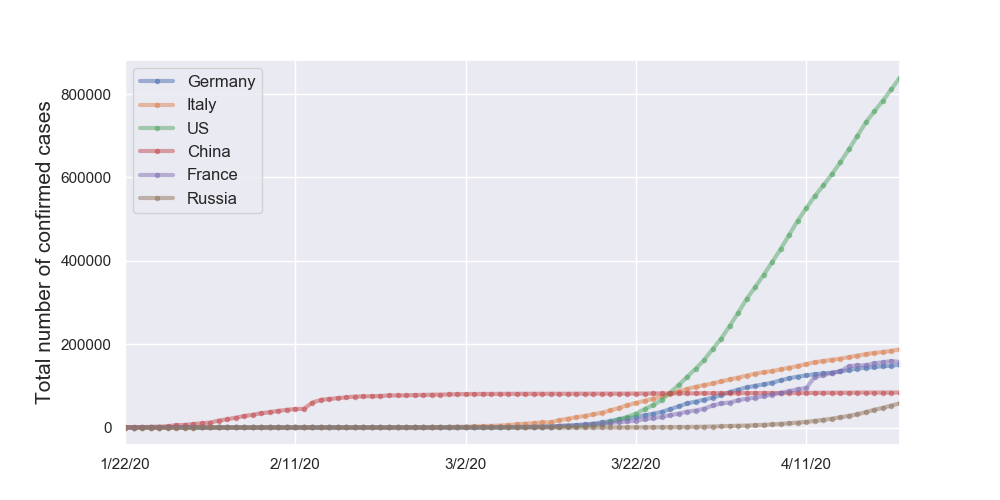 Germany
Italy
US
China
France
Russia
Total number of confirmed cases
800000
600000
400000
200000
0
1/22/20 2/11/20 3/2/20 3/22/20 4/11/20